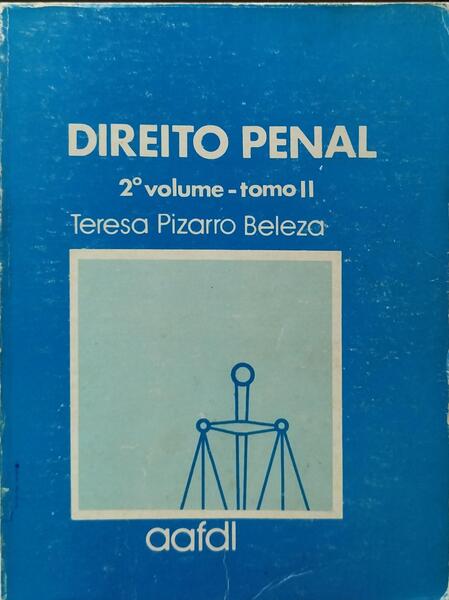 DIREITO PENAL
2º volume - tomo II
Teresa Pizarro Beleza
aafdl